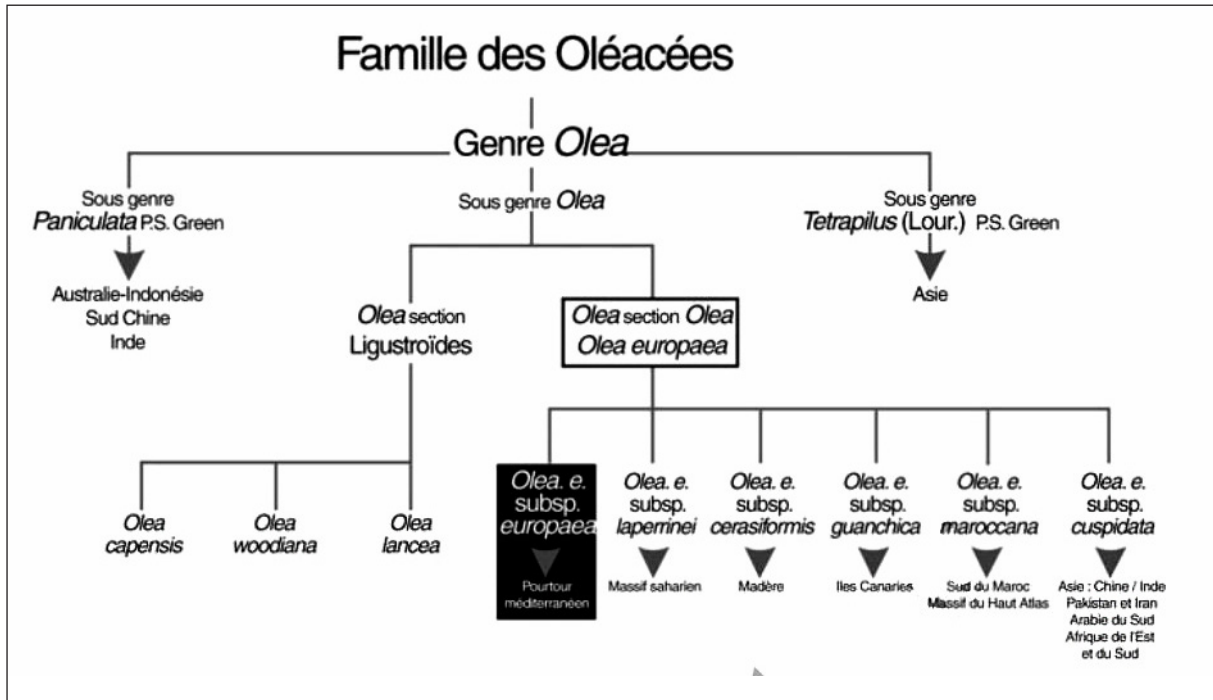 Famille des Oléacées
Genre Olea
Sous genre
Paniculata P.S. Green
Australie-Indonésie
Sud Chine
Inde
Sous genre Olea
Sous genre
Tetrapilus (Lour.) P.S. Green
Asie
Olea section
Ligustroïdes
Olea section Olea
Olea europaea
Olea
capensis
Olea
woodiana
Olea
lancea
Olea. e.
subsp.
europaea
Pourtour
méditerranéen
Olea. e.
subsp.
laperrinei
Massif saharien
Olea. e.
subsp.
cerasiformis
Madère
Olea. e.
subsp.
guanchica
Iles Canaries
Olea. e.
subsp.
maroccana
Sud du Maroc
Massif du Haut Atlas
Olea. e.
subsp.
cuspidata
Asie : Chine / Inde
Pakistan et Iran
Arabie du Sud
Afrique de l'Est
et du Sud